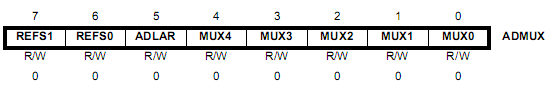 7 6 5 4 3 2 1 0
REFS1 REFS0 ADLAR MUX4 MUX3 MUX2 MUX1 MUX0 ADMUX
R/W R/W R/W R/W R/W R/W R/W R/W
0 0 0 0 0 0 0 0